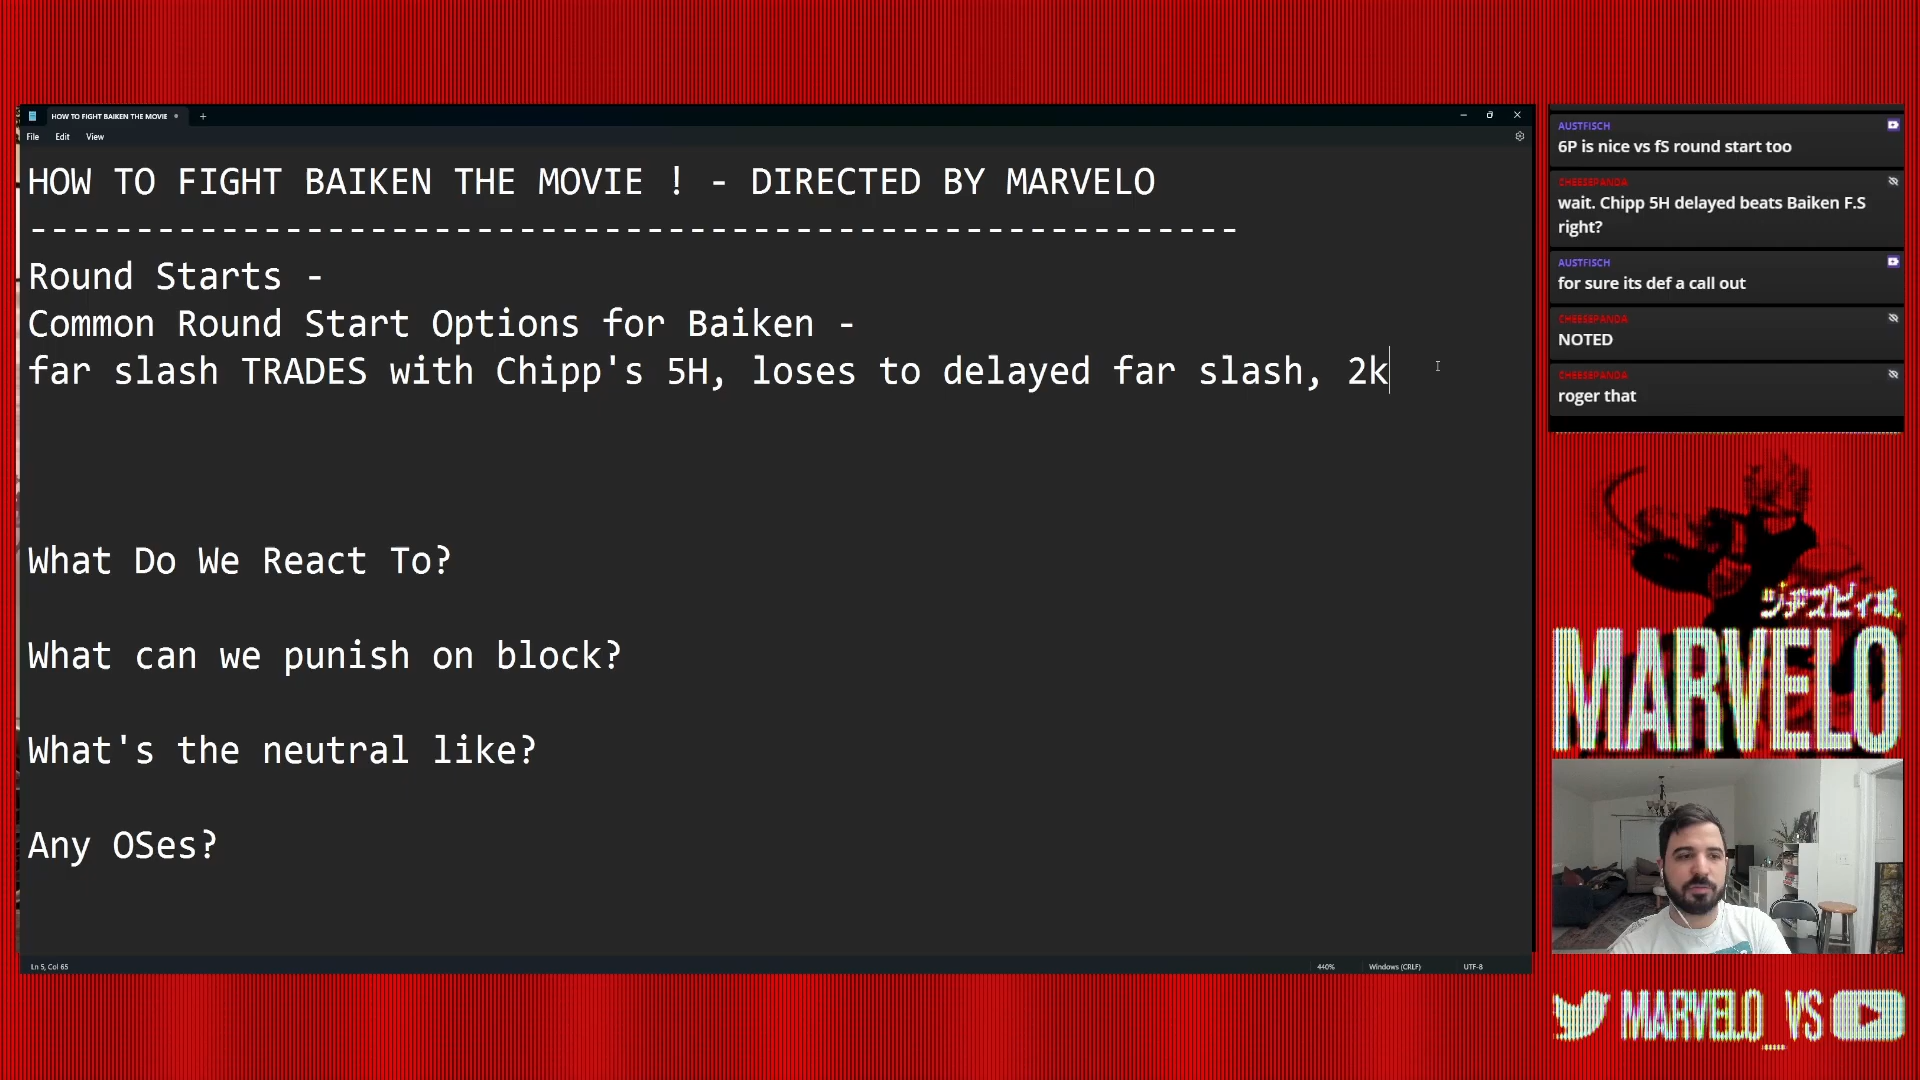 HOW TO FIGHT BAIKEN THE MOVIE
File Edit View
HOW TO FIGHT BAIKEN THE MOVIE ! - DIRECTED BY MARVELO
---------------------------------------------------------
Round Starts -
Common Round Start Options for Baiken -
far slash TRADES with Chipp's 5H, loses to delayed far slash, 2k
What Do We React To?
What can we punish on block?
What's the neutral like?
Any OSes?
Ln 5, Col 65
440%
Windows (CRLF)
UTF-8
AUSTFISCH
6P is nice vs fS round start too
CHEESEPANDA
wait. Chipp 5H delayed beats Baiken F.S
right?
AUSTFISCH
for sure its def a call out
CHEESEPANDA
NOTED
CHEESEPANDA
roger that
MARVELO
MARVELO_VS